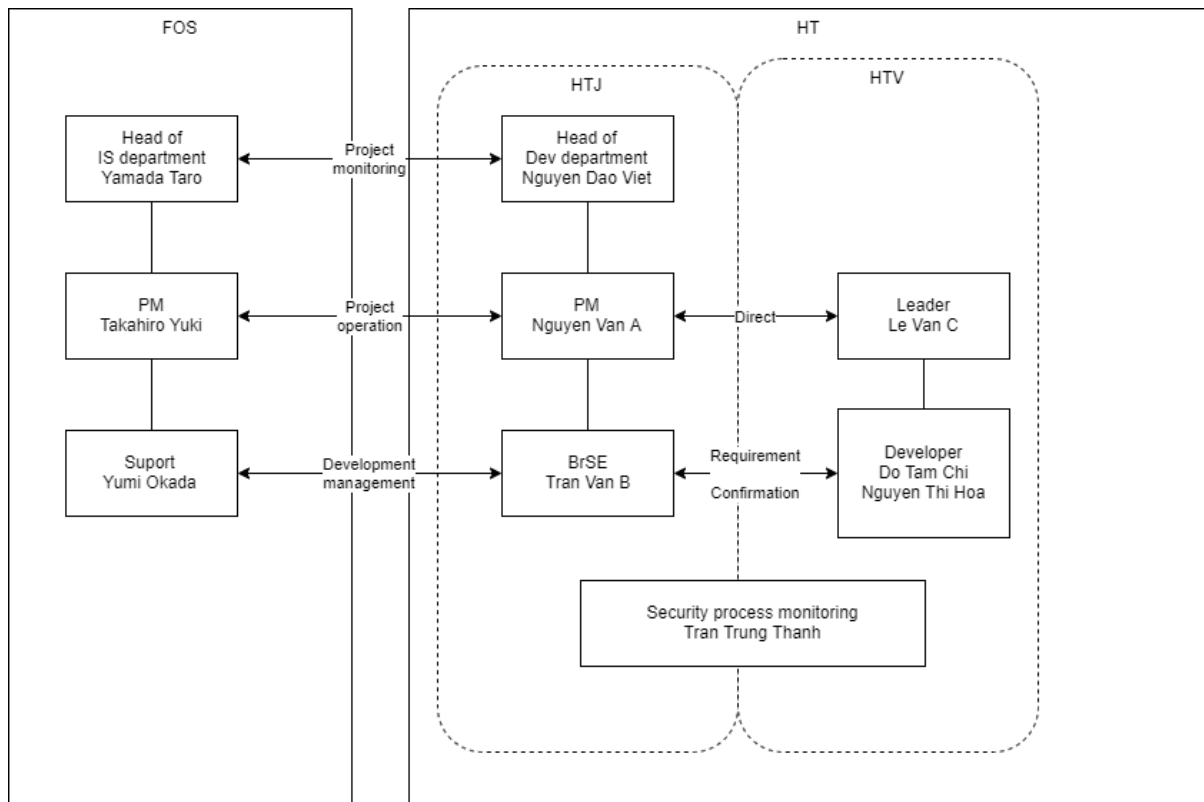 FOS
HT
HTJ
HTV
Head of
IS department
Yamada Taro
Project
monitoring
Head of
Dev department
Nguyen Dao Viet
PM
Takahiro Yuki
Project
operation
PM
Nguyen Van A
Direct
Leader
Le Van C
Suport
Yumi Okada
Development
management
BrSE
Tran Van B
Requirement
Confirmation
Developer
Do Tam Chi
Nguyen Thi Hoa
Security process monitoring
Tran Trung Thanh